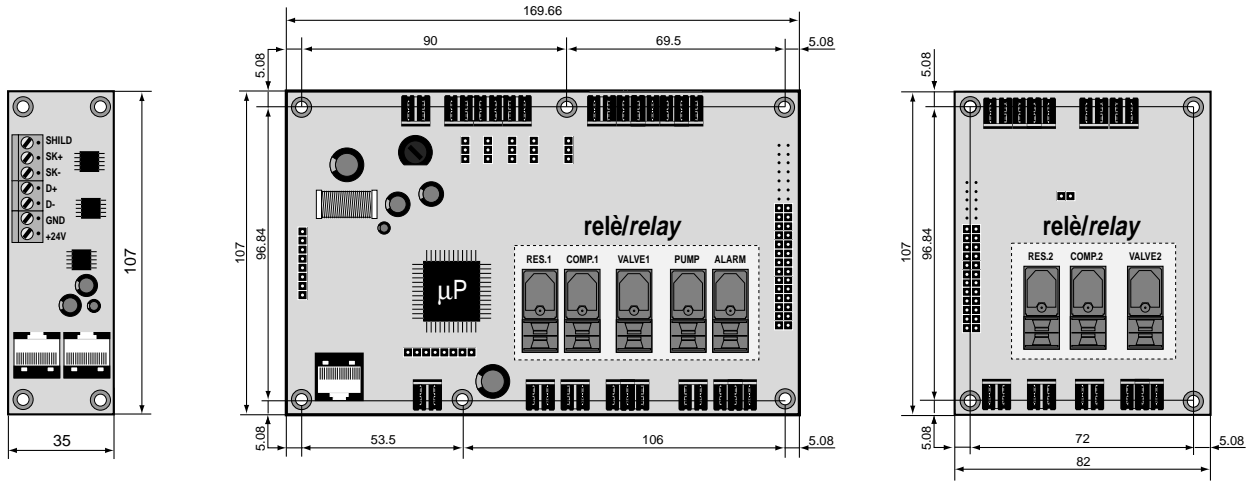 SHILD
SK+
SK-
D+
D-
GND
+24V
107
35
169.66
90
69.5
5.08
5.08
107
96.84
relè/relay
RES.1 COMP.1 VALVE1 PUMP ALARM
µP
5.08
53.5
106
5.08
5.08
107
96.84
relè/relay
RES.2 COMP.2 VALVE2
5.08
72
5.08
82